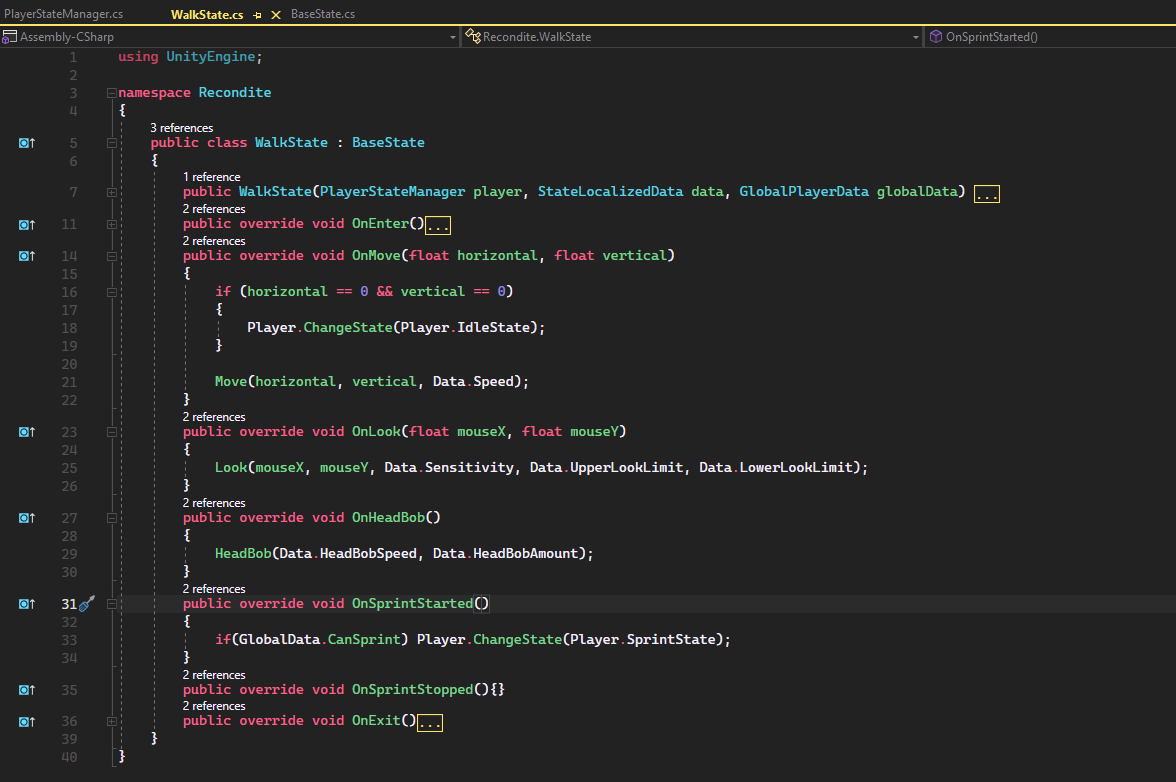 PlayerStateManager.cs WalkState.cs BaseState.cs
Assembly-CSharp Recondite.WalkState OnSprintStarted()
1 using UnityEngine;
2
3 namespace Recondite
4 {
3 references
5 public class WalkState : BaseState
6 {
1 reference
7 public WalkState(PlayerStateManager player, StateLocalizedData data, GlobalPlayerData globalData) ...
2 references
11 public override void OnEnter()...
2 references
14 public override void OnMove(float horizontal, float vertical)
15 {
16 if (horizontal == 0 && vertical == 0)
17 {
18 Player.ChangeState(Player.IdleState);
19 }
20
21 Move(horizontal, vertical, Data.Speed);
22 }
2 references
23 public override void OnLook(float mouseX, float mouseY)
24 {
25 Look(mouseX, mouseY, Data.Sensitivity, Data.UpperLookLimit, Data.LowerLookLimit);
26 }
2 references
27 public override void OnHeadBob()
28 {
29 HeadBob(Data.HeadBobSpeed, Data.HeadBobAmount);
30 }
2 references
31 public override void OnSprintStarted()
32 {
33 if(GlobalData.CanSprint) Player.ChangeState(Player.SprintState);
34 }
2 references
35 public override void OnSprintStopped(){}
2 references
36 public override void OnExit()...
39 }
40 }